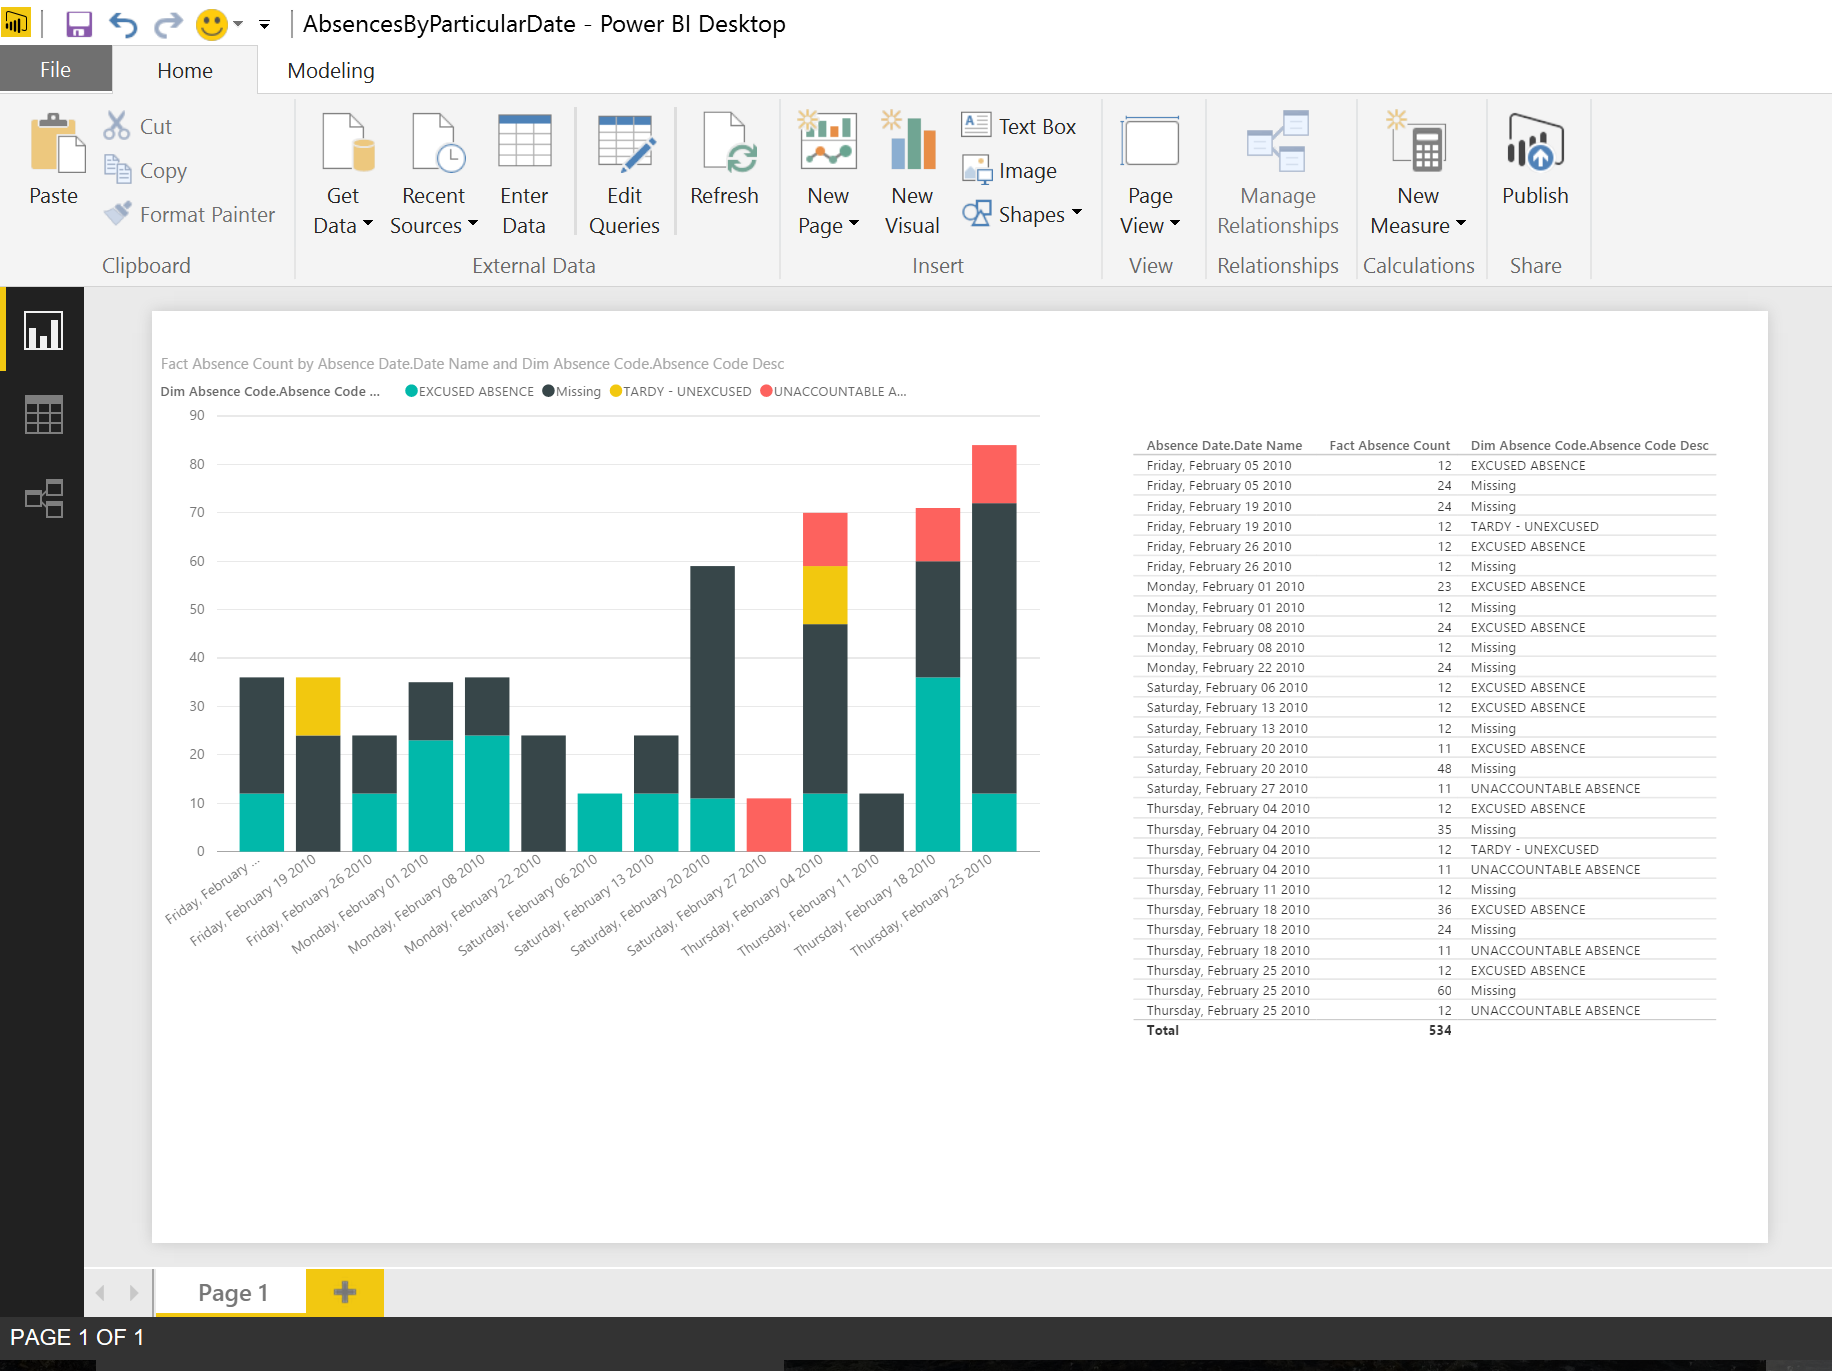 AbsencesByParticularDate - Power BI Desktop
File
Home
Modeling
Paste
Cut
Copy
Format Painter
Clipboard
Get Data
Recent Sources
Enter Data
Edit Queries
Refresh
External Data
New Page
New Visual
Text Box
Image
Shapes
Insert
Page View
View
Manage Relationships
Relationships
New Measure
Calculations
Publish
Share
Fact Absence Count by Absence Date.Date Name and Dim Absence Code.Absence Code Desc
Dim Absence Code.Absence Code ... EXCUSED ABSENCE Missing TARDY - UNEXCUSED UNACCOUNTABLE A...
90
80
70
60
50
40
30
20
10
0
Friday, February ...
Friday, February 19 2010
Friday, February 26 2010
Monday, February 01 2010
Monday, February 08 2010
Monday, February 22 2010
Saturday, February 06 2010
Saturday, February 13 2010
Saturday, February 20 2010
Saturday, February 27 2010
Thursday, February 04 2010
Thursday, February 11 2010
Thursday, February 18 2010
Thursday, February 25 2010
Absence Date.Date Name Fact Absence Count Dim Absence Code.Absence Code Desc
Friday, February 05 2010 12 EXCUSED ABSENCE
Friday, February 05 2010 24 Missing
Friday, February 19 2010 24 Missing
Friday, February 19 2010 12 TARDY - UNEXCUSED
Friday, February 26 2010 12 EXCUSED ABSENCE
Friday, February 26 2010 12 Missing
Monday, February 01 2010 23 EXCUSED ABSENCE
Monday, February 01 2010 12 Missing
Monday, February 08 2010 24 EXCUSED ABSENCE
Monday, February 08 2010 12 Missing
Monday, February 22 2010 24 Missing
Saturday, February 06 2010 12 EXCUSED ABSENCE
Saturday, February 13 2010 12 EXCUSED ABSENCE
Saturday, February 13 2010 12 Missing
Saturday, February 20 2010 11 EXCUSED ABSENCE
Saturday, February 20 2010 48 Missing
Saturday, February 27 2010 11 UNACCOUNTABLE ABSENCE
Thursday, February 04 2010 12 EXCUSED ABSENCE
Thursday, February 04 2010 35 Missing
Thursday, February 04 2010 12 TARDY - UNEXCUSED
Thursday, February 04 2010 11 UNACCOUNTABLE ABSENCE
Thursday, February 11 2010 12 Missing
Thursday, February 18 2010 36 EXCUSED ABSENCE
Thursday, February 18 2010 24 Missing
Thursday, February 18 2010 11 UNACCOUNTABLE ABSENCE
Thursday, February 25 2010 12 EXCUSED ABSENCE
Thursday, February 25 2010 60 Missing
Thursday, February 25 2010 12 UNACCOUNTABLE ABSENCE
Total 534
Page 1
PAGE 1 OF 1